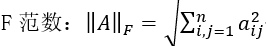 F 范数：‖A‖_F = √∑_{i,j=1}^{n} a_{ij}^{2}